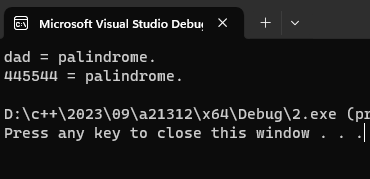 Microsoft Visual Studio Debug
dad = palindrome.
445544 = palindrome.
D:\c++\2023\09\a21312\x64\Debug\2.exe (pr
Press any key to close this window . . .